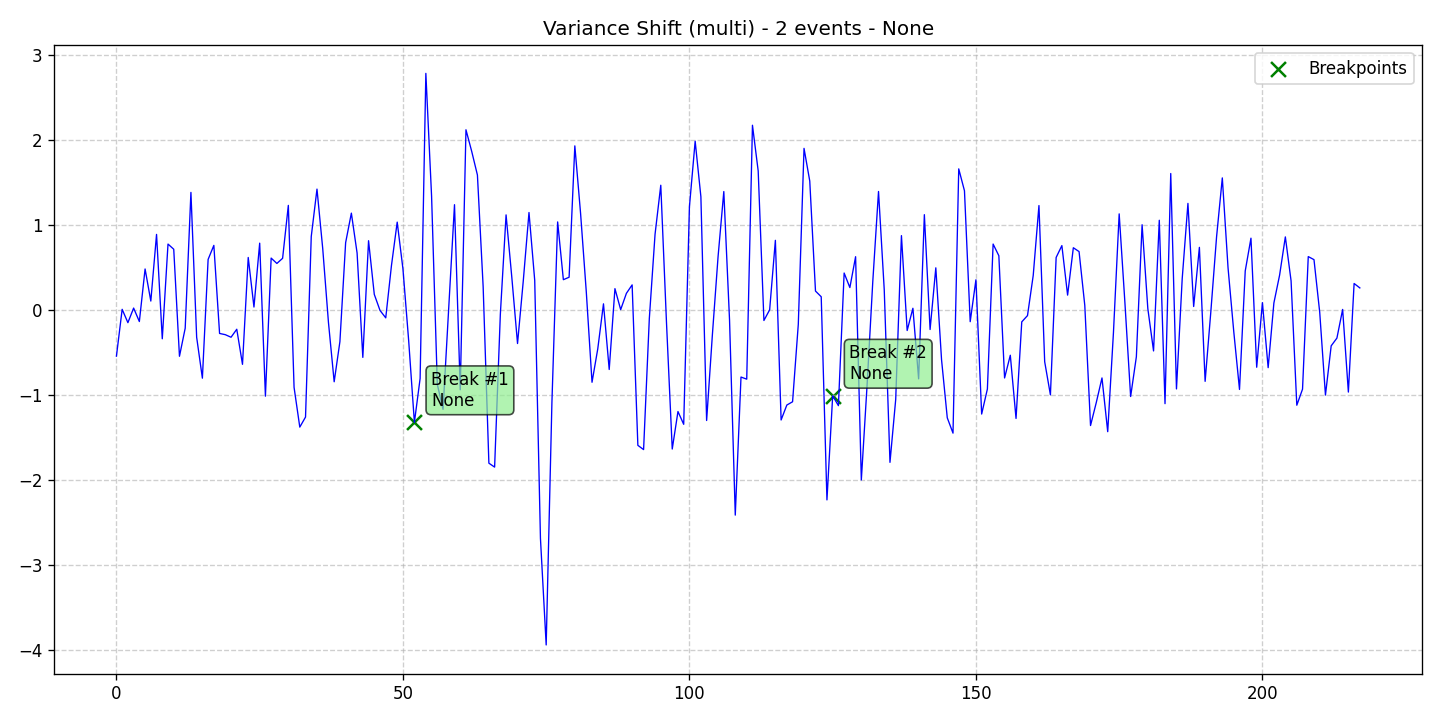 Variance Shift (multi) - 2 events - None
Breakpoints
3
2
1
0
−1
−2
−3
−4
Break #1
None
Break #2
None
0
50
100
150
200